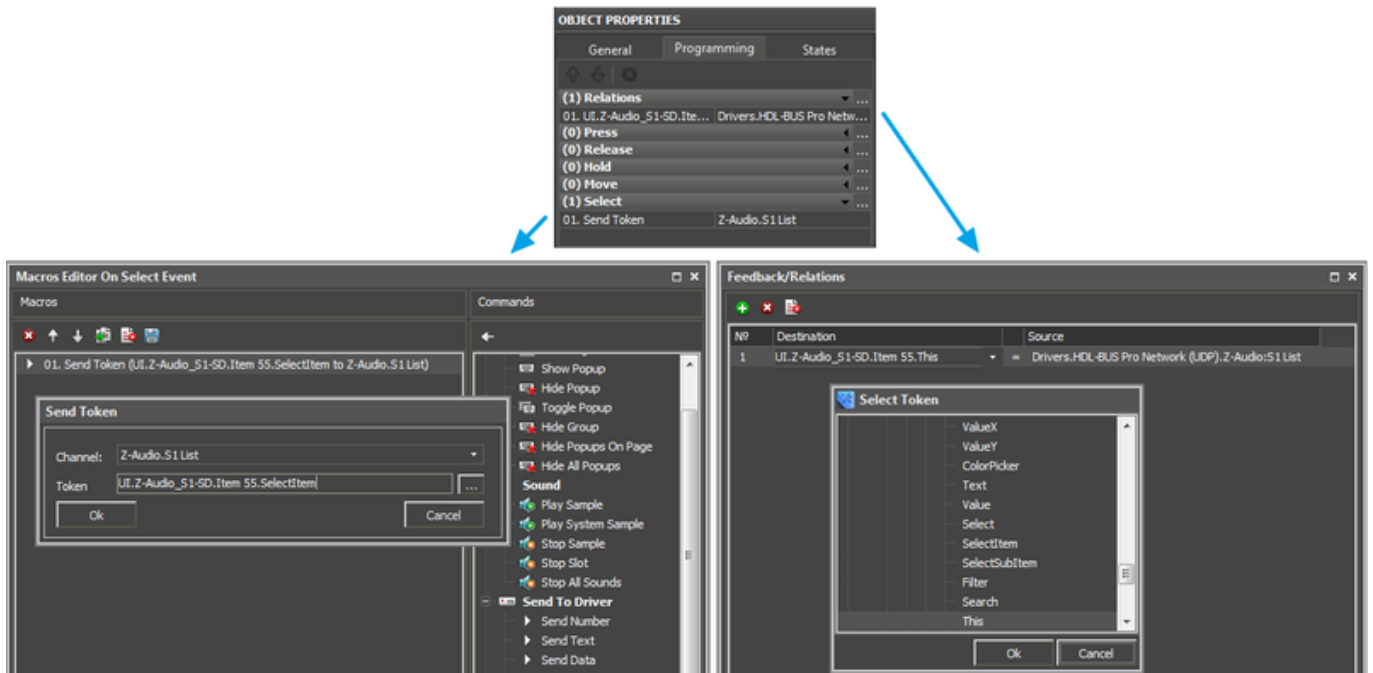 OBJECT PROPERTIES
General Programming States
(1) Relations ...
01. UI.Z-Audio_S1-SD.Ite... Drivers.HDL-BUS Pro Netw...
(0) Press ...
(0) Release ...
(0) Hold ...
(0) Move ...
(1) Select ...
01. Send Token Z-Audio.S1 List
Macros Editor On Select Event
Macros
01. Send Token (UI.Z-Audio_S1-SD.Item 55.SelectItem to Z-Audio.S1 List)
Send Token
Channel: Z-Audio.S1 List
Token UI.Z-Audio_S1-SD.Item 55.SelectItem ...
Ok Cancel
Commands
Show Popup
Hide Popup
Toggle Popup
Hide Group
Hide Popups On Page
Hide All Popups
Sound
Play Sample
Play System Sample
Stop Sample
Stop Slot
Stop All Sounds
Send To Driver
Send Number
Send Text
Send Data
Feedback/Relations
№ Destination Source
1 UI.Z-Audio_S1-SD.Item 55.This = Drivers.HDL-BUS Pro Network (UDP).Z-Audio:S1 List
Select Token
ValueX
ValueY
ColorPicker
Text
Value
Select
SelectItem
SelectSubItem
Filter
Search
This
Ok Cancel